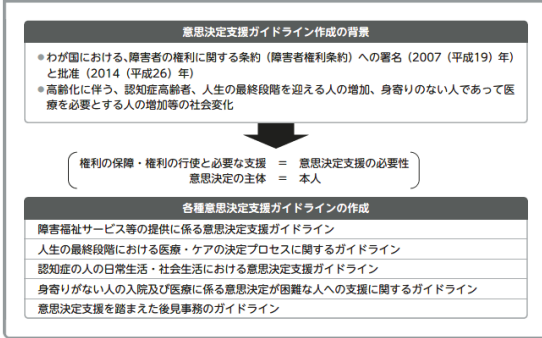 意思決定支援ガイドライン作成の背景
●わが国における、障害者の権利に関する条約（障害者権利条約）への署名（2007（平成19）年）
と批准（2014（平成26）年）
●高齢化に伴う、認知症高齢者、人生の最終段階を迎える人の増加、身寄りのない人であって医
療を必要とする人の増加等の社会変化
権利の保障・権利の行使と必要な支援 ＝ 意思決定支援の必要性
意思決定の主体 ＝ 本人
各種意思決定支援ガイドラインの作成
障害福祉サービス等の提供に係る意思決定支援ガイドライン
人生の最終段階における医療・ケアの決定プロセスに関するガイドライン
認知症の人の日常生活・社会生活における意思決定支援ガイドライン
身寄りがない人の入院及び医療に係る意思決定が困難な人への支援に関するガイドライン
意思決定支援を踏まえた後見事務のガイドライン